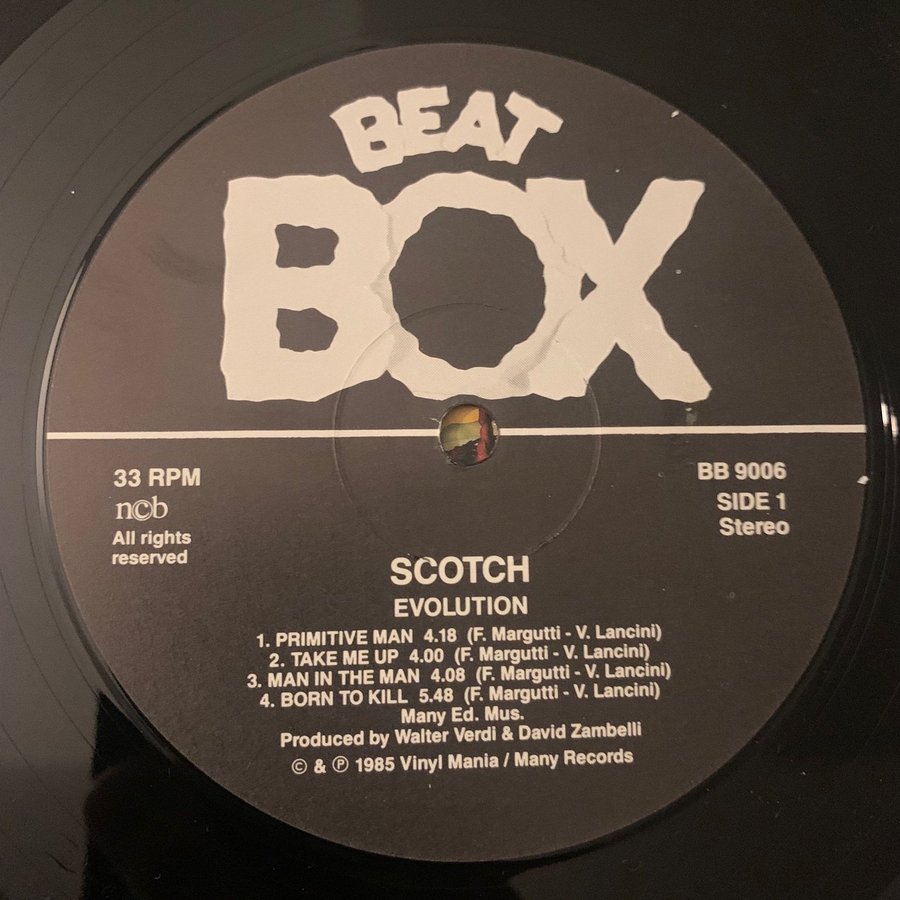 BEAT
BOX
33 RPM
n©b
All rights
reserved
BB 9006
SIDE 1
Stereo
SCOTCH
EVOLUTION
1. PRIMITIVE MAN 4.18 (F. Margutti - V. Lancini)
2. TAKE ME UP 4.00 (F. Margutti - V. Lancini)
3. MAN IN THE MAN 4.08 (F. Margutti - V. Lancini)
4. BORN TO KILL 5.48 (F. Margutti - V. Lancini)
Many Ed. Mus.
Produced by Walter Verdi & David Zambelli
© & ℗ 1985 Vinyl Mania / Many Records